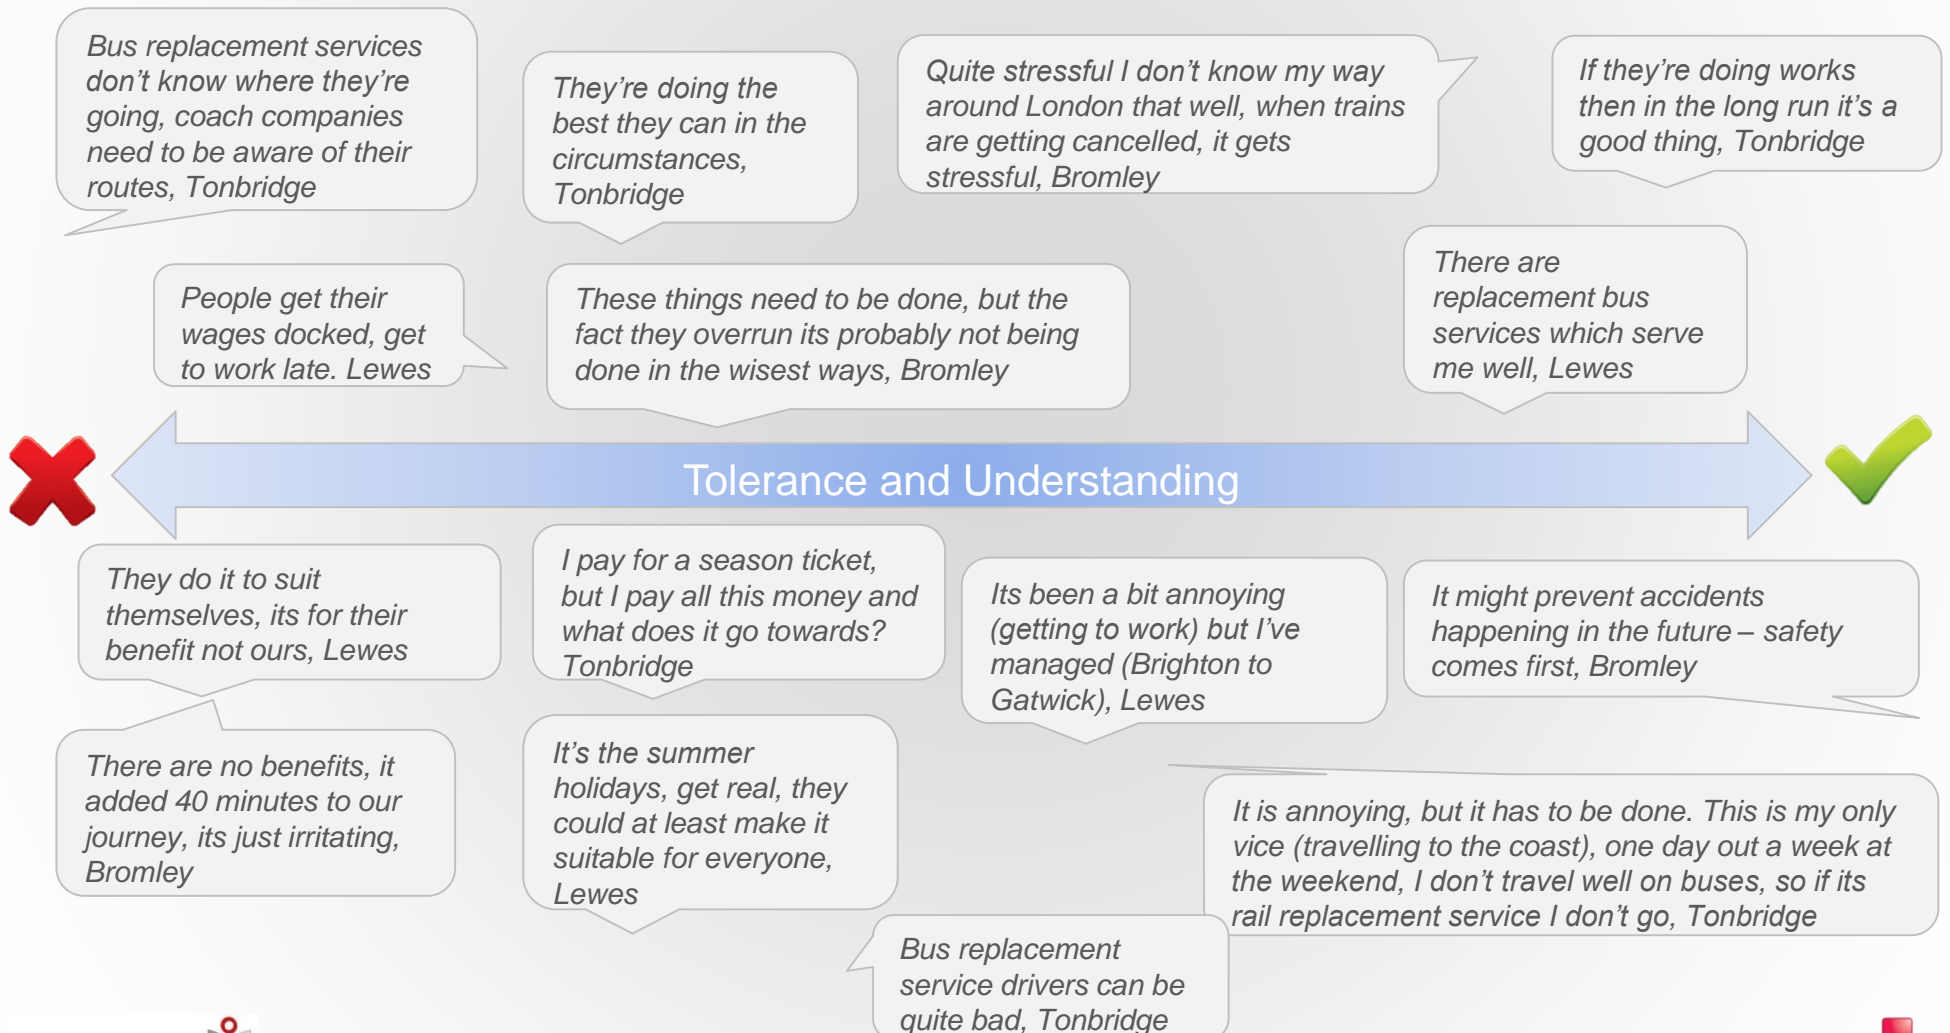 Bus replacement services
don’t know where they’re
going, coach companies
need to be aware of their
routes, Tonbridge
They’re doing the
best they can in the
circumstances,
Tonbridge
Quite stressful I don’t know my way
around London that well, when trains
are getting cancelled, it gets
stressful, Bromley
If they’re doing works
then in the long run it’s a
good thing, Tonbridge
People get their
wages docked, get
to work late. Lewes
These things need to be done, but the
fact they overrun its probably not being
done in the wisest ways, Bromley
There are
replacement bus
services which serve
me well, Lewes
Tolerance and Understanding
They do it to suit
themselves, its for their
benefit not ours, Lewes
I pay for a season ticket,
but I pay all this money and
what does it go towards?
Tonbridge
Its been a bit annoying
(getting to work) but I’ve
managed (Brighton to
Gatwick), Lewes
It might prevent accidents
happening in the future – safety
comes first, Bromley
There are no benefits, it
added 40 minutes to our
journey, its just irritating,
Bromley
It’s the summer
holidays, get real, they
could at least make it
suitable for everyone,
Lewes
It is annoying, but it has to be done. This is my only
vice (travelling to the coast), one day out a week at
the weekend, I don’t travel well on buses, so if its
rail replacement service I don’t go, Tonbridge
Bus replacement
service drivers can be
quite bad, Tonbridge